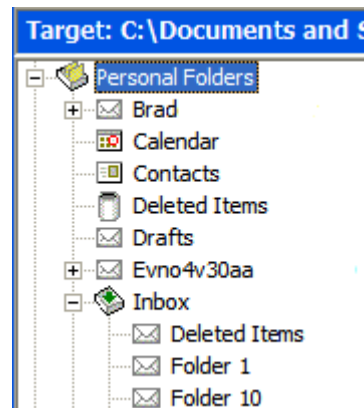 Target: C:\Documents and
Personal Folders
Brad
Calendar
Contacts
Deleted Items
Drafts
Evno4v30aa
Inbox
Deleted Items
Folder 1
Folder 10